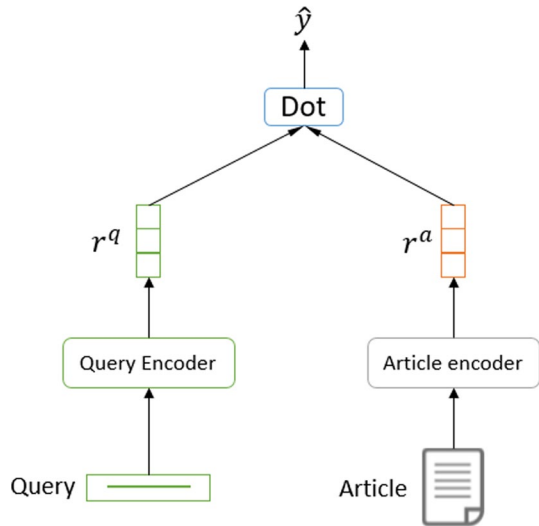 ŷ
Dot
r^q
r^a
Query Encoder
Article encoder
Query
Article